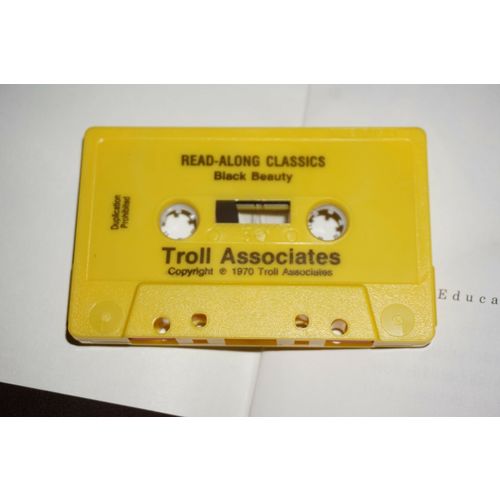 READ-ALONG CLASSICS
Black Beauty
Duplication
Prohibited
Troll Associates
Copyright ℗ 1970 Troll Associates
Educa